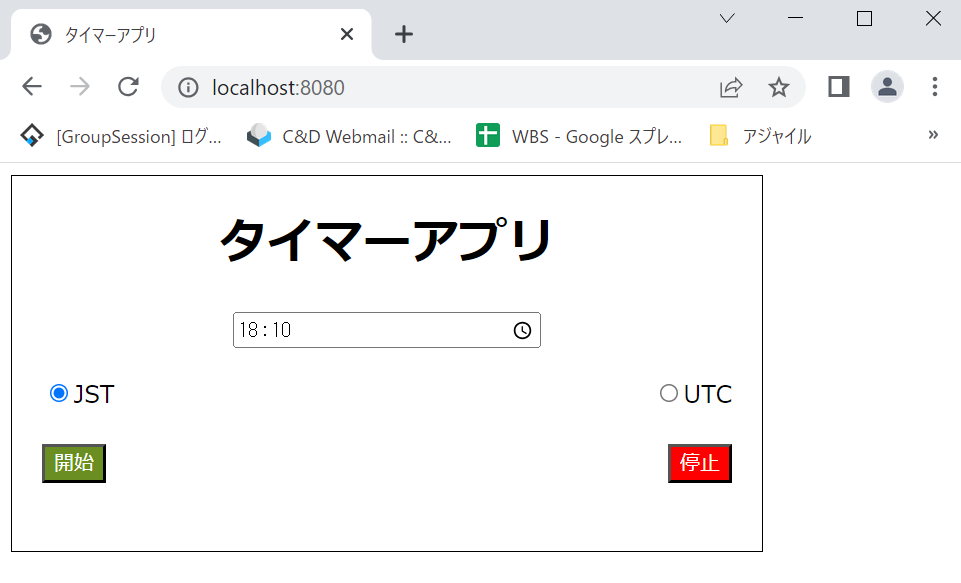 タイマーアプリ
localhost:8080
[GroupSession] ログ...
C&D Webmail :: C&...
WBS - Google スプレ...
アジャイル
»
タイマーアプリ
18:10
JST
UTC
開始
停止